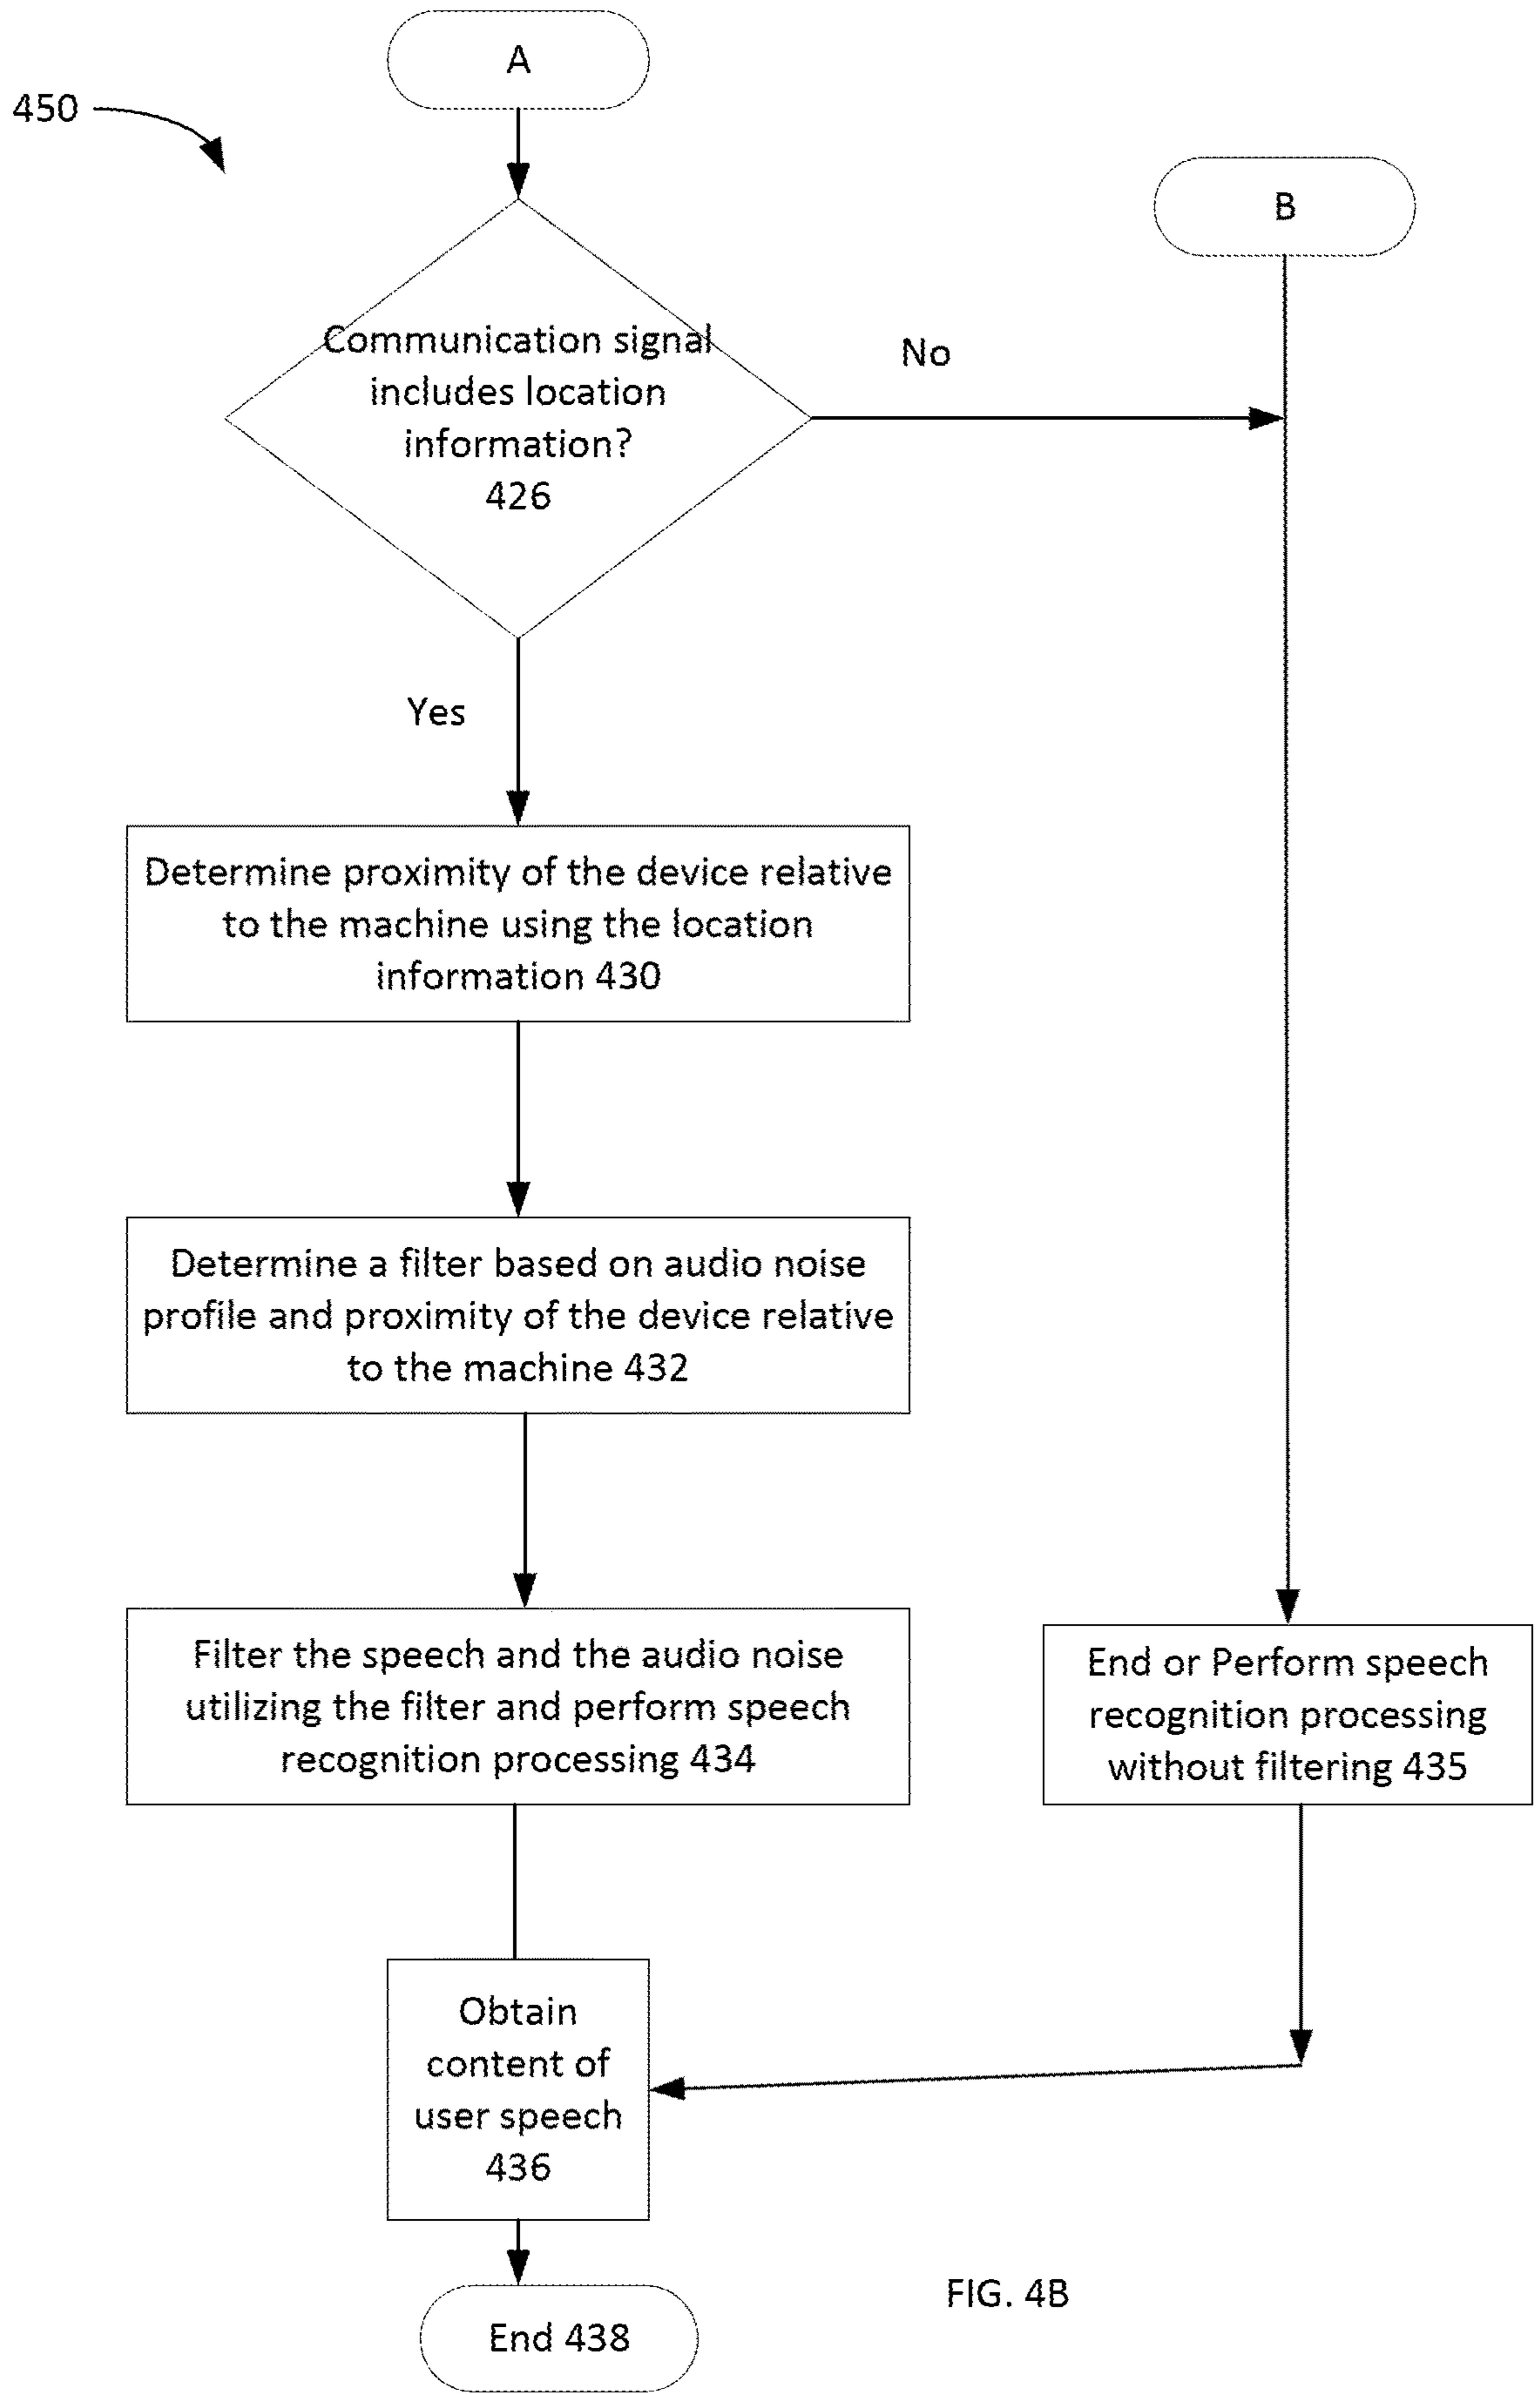 A
450
B
Communication signal
includes location
information?
426
No
Yes
Determine proximity of the device relative
to the machine using the location
information 430
Determine a filter based on audio noise
profile and proximity of the device relative
to the machine 432
Filter the speech and the audio noise
utilizing the filter and perform speech
recognition processing 434
End or Perform speech
recognition processing
without filtering 435
Obtain
content of
user speech
436
End 438
FIG. 4B